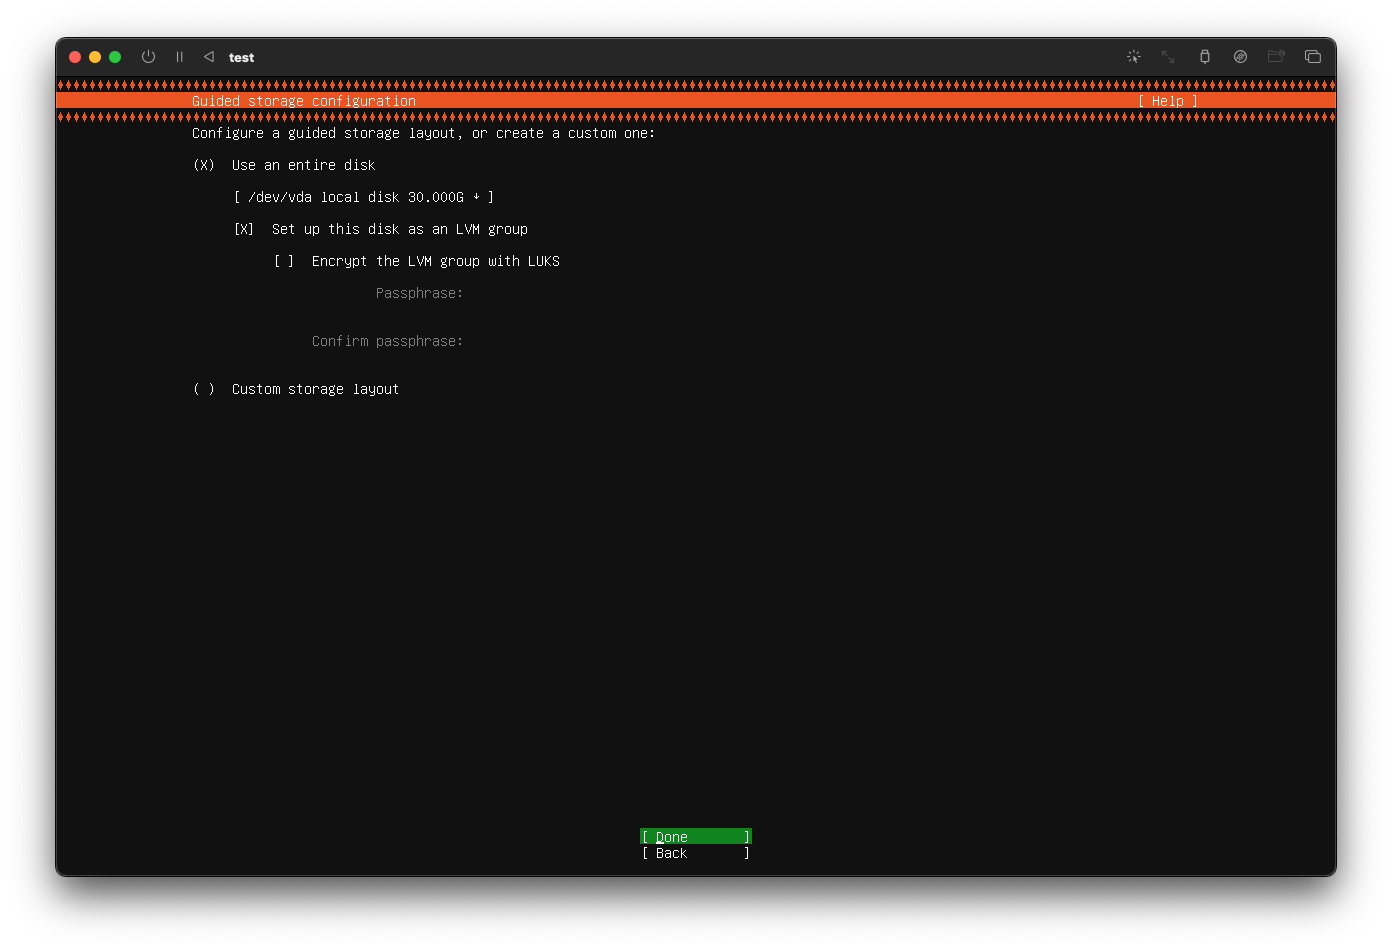 test
Guided storage configuration [ Help ]
Configure a guided storage layout, or create a custom one:
(X) Use an entire disk
[ /dev/vda local disk 30.000G ↓ ]
[X] Set up this disk as an LVM group
[ ] Encrypt the LVM group with LUKS
Passphrase:
Confirm passphrase:
( ) Custom storage layout
[ Done ]
[ Back ]